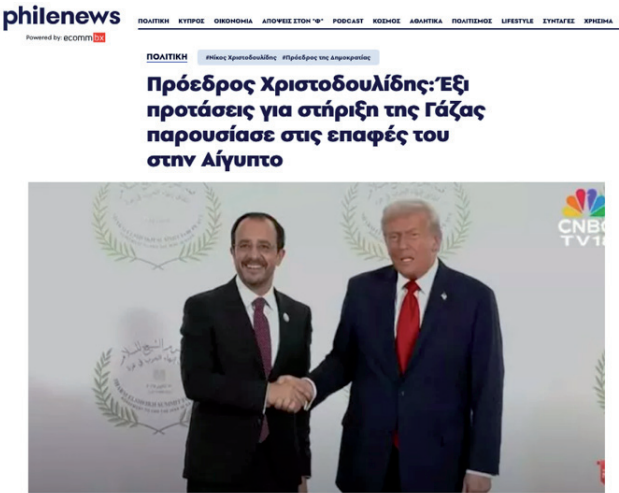 philenews
Powered by: ecommbx
ΠΟΛΙΤΙΚΗ ΚΥΠΡΟΣ ΟΙΚΟΝΟΜΙΑ ΑΠΟΨΕΙΣ ΣΤΟΝ "Φ" PODCAST ΚΟΣΜΟΣ ΑΘΛΗΤΙΚΑ ΠΟΛΙΤΙΣΜΟΣ LIFESTYLE ΣΥΝΤΑΓΕΣ ΧΡΗΣΙΜΑ
ΠΟΛΙΤΙΚΗ #Νίκος Χριστοδουλίδης #Πρόεδρος της Δημοκρατίας
Πρόεδρος Χριστοδουλίδης:Έξι
προτάσεις για στήριξη της Γάζας
παρουσίασε στις επαφές του
στην Αίγυπτο
CNBC
TV18